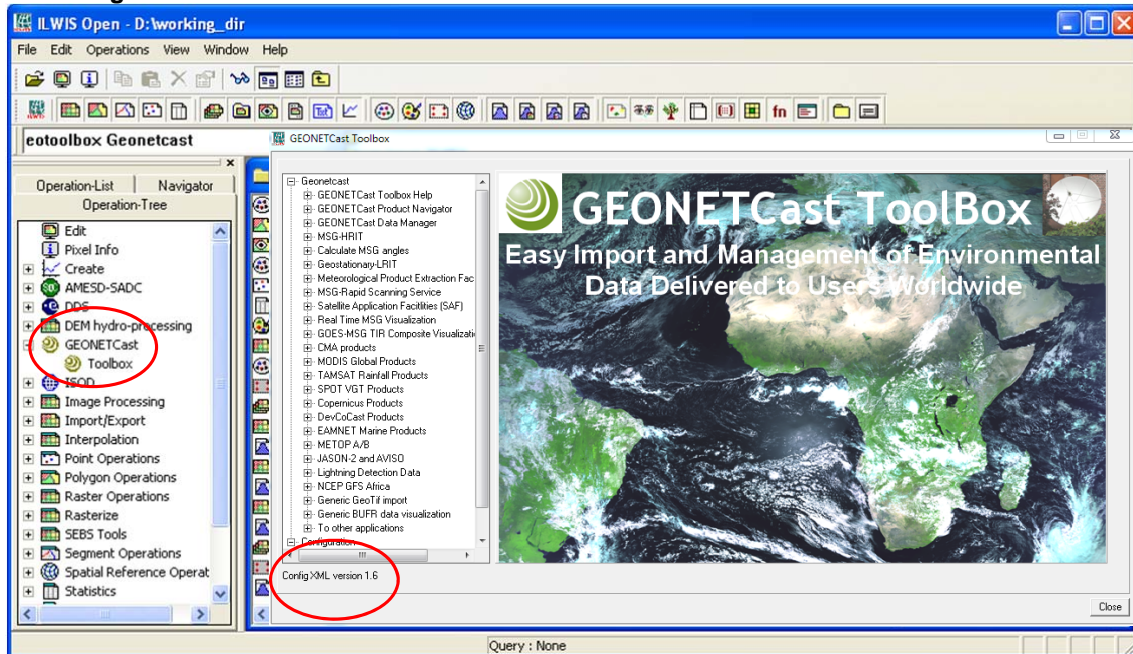 ILWIS Open - D:\working_dir
File Edit Operations View Window Help
eotoolbox Geonetcast
Operation-List Navigator
Operation-Tree
Edit
Pixel Info
Create
AMESD-SADC
DDS
DEM hydro-processing
GEONETCast
Toolbox
ISOD
Image Processing
Import/Export
Interpolation
Point Operations
Polygon Operations
Raster Operations
Rasterize
SEBS Tools
Segment Operations
Spatial Reference Operat
Statistics
GEONETCast Toolbox
Geonetcast
GEONETCast Toolbox Help
GEONETCast Product Navigator
GEONETCast Data Manager
MSG-HRIT
Calculate MSG angles
Geostationary-LRIT
Meteorological Product Extraction Fac
MSG-Rapid Scanning Service
Satellite Application Facitlities (SAF)
Real Time MSG Visualization
GOES-MSG TIR Composite Visualizati
CMA products
MODIS Global Products
TAMSAT Rainfall Products
SPOT VGT Products
Copernicus Products
DevCoCast Products
EAMNET Marine Products
METOP A/B
JASON-2 and AVISO
Lightning Detection Data
NCEP GFS Africa
Generic GeoTif import
Generic BUFR data visualization
To other applications
Configuration
Config XML version 1.6
GEONETCast ToolBox
Easy Import and Management of Environmental
Data Delivered to Users Worldwide
Close
Query : None